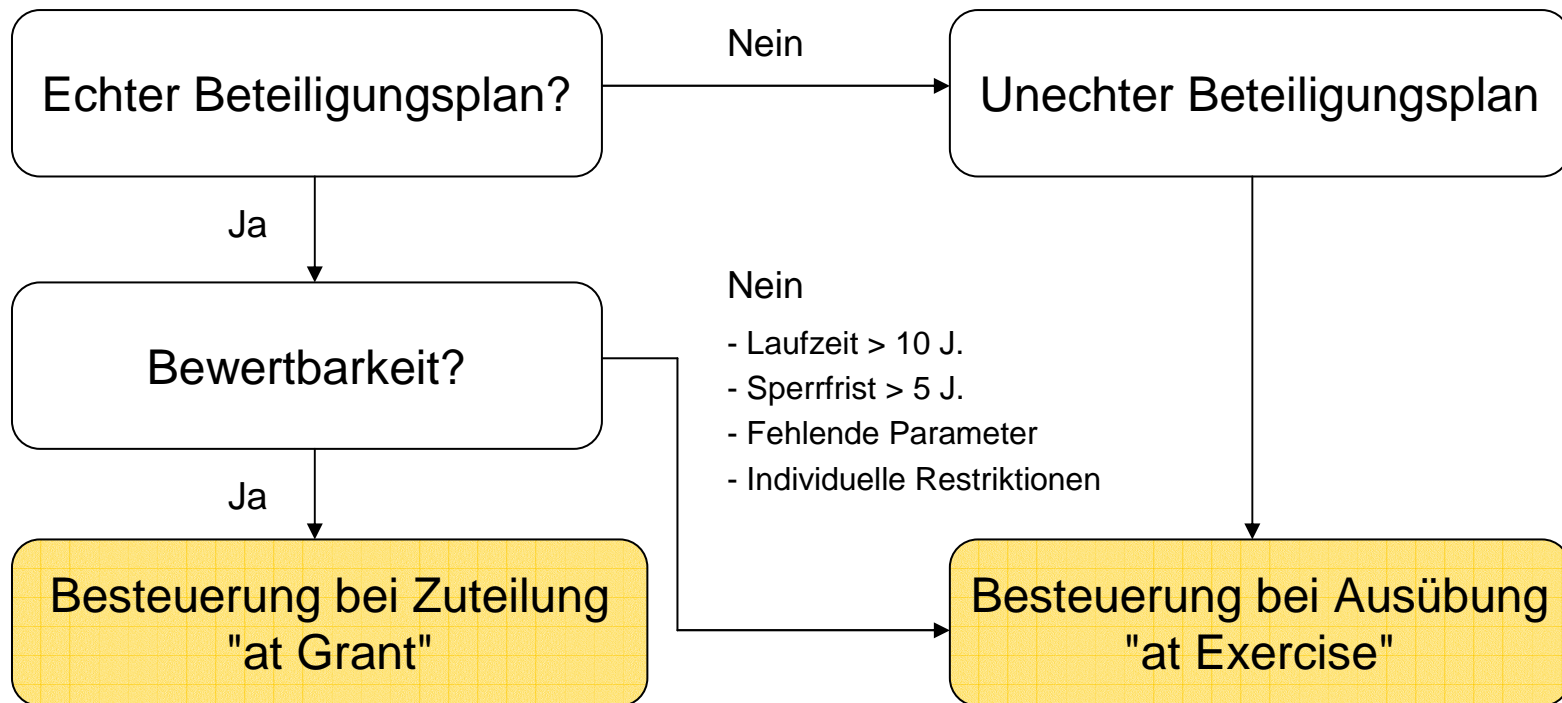 Echter Beteiligungsplan?
Nein
Unechter Beteiligungsplan
Ja
Bewertbarkeit?
Nein
- Laufzeit > 10 J.
- Sperrfrist > 5 J.
- Fehlende Parameter
- Individuelle Restriktionen
Ja
Besteuerung bei Zuteilung
"at Grant"
Besteuerung bei Ausübung
"at Exercise"